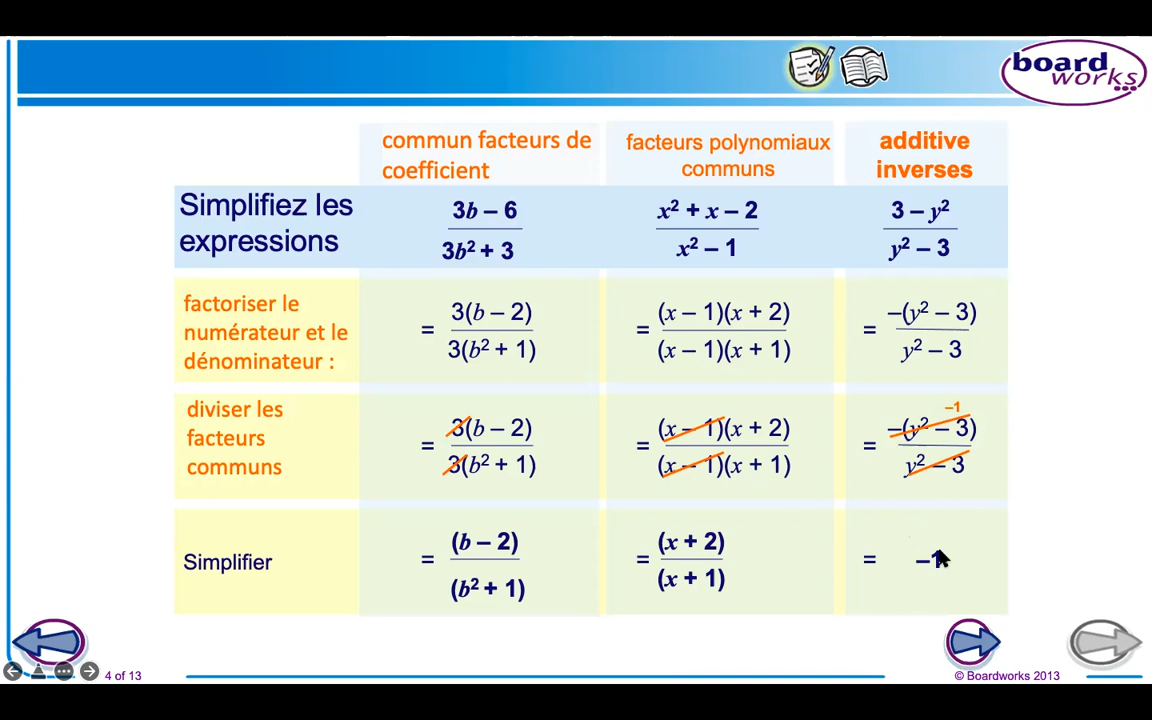 board
works
commun facteurs de
coefficient
facteurs polynomiaux
communs
additive
inverses
Simplifiez les
expressions
3b – 6
3b² + 3
x² + x – 2
x² – 1
3 – y²
y² – 3
factoriser le
numérateur et le
dénominateur :
= 3(b – 2)
3(b² + 1)
= (x – 1)(x + 2)
(x – 1)(x + 1)
= –(y² – 3)
y² – 3
diviser les
facteurs
communs
= 3(b – 2)
3(b² + 1)
= (x – 1)(x + 2)
(x – 1)(x + 1)
–1
= –(y² – 3)
y² – 3
Simplifier
= (b – 2)
(b² + 1)
= (x + 2)
(x + 1)
= –1
4 of 13
© Boardworks 2013